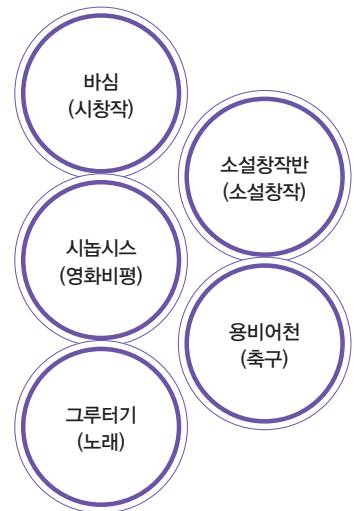 바심
(시창작)
소설창작반
(소설창작)
시놉시스
(영화비평)
용비어천
(축구)
그루터기
(노래)